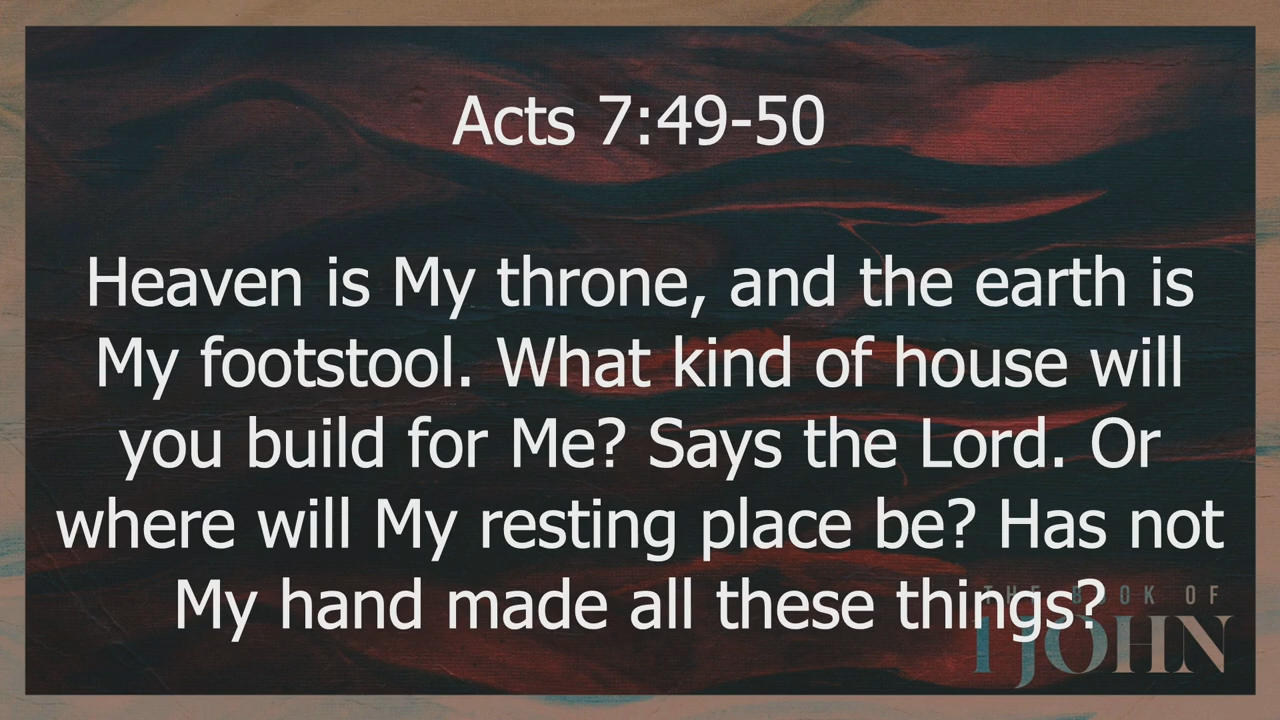 Acts 7:49-50
Heaven is My throne, and the earth is
My footstool. What kind of house will
you build for Me? Says the Lord. Or
where will My resting place be? Has not
My hand made all these things?
THE BOOK OF
1 JOHN